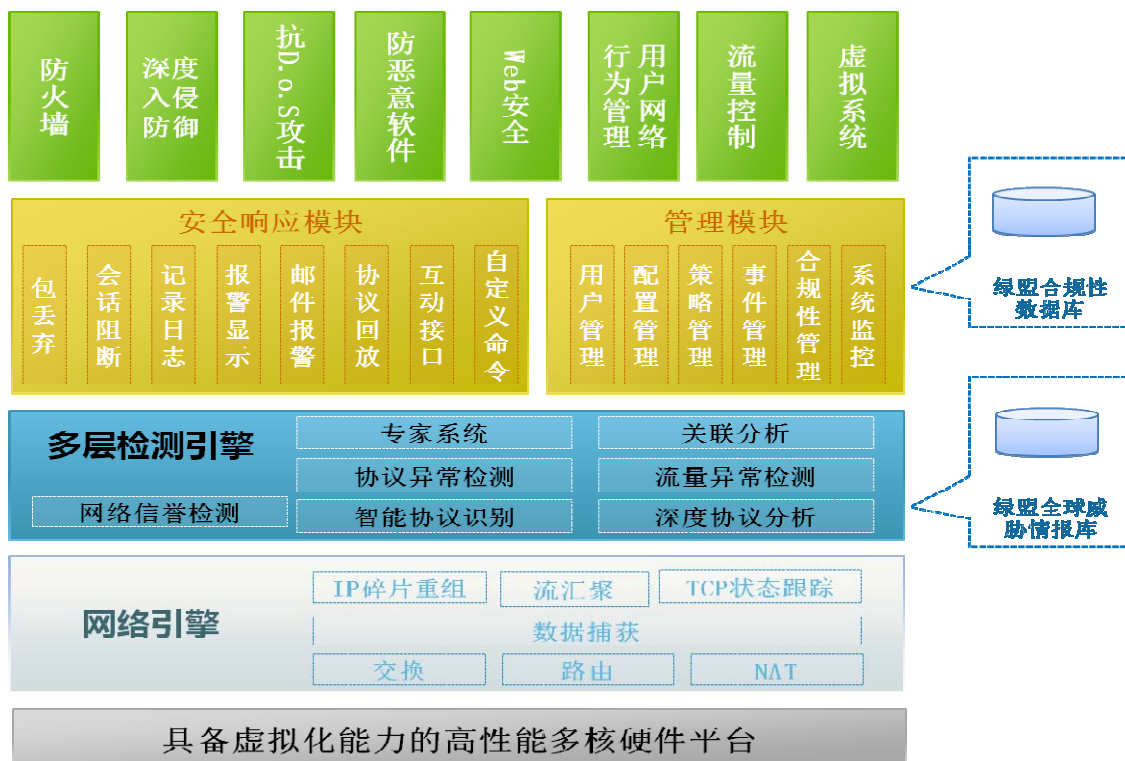 防火墙
深度
入侵
防御
抗D.o.S攻击
防恶意软件
Web安全
用户网络
行为管理
流量控制
虚拟系统
安全响应模块
包丢弃
会话阻断
记录日志
报警显示
邮件报警
协议回放
互动接口
自定义命令
管理模块
用户管理
配置管理
策略管理
事件管理
合规性管理
系统监控
绿盟合规性
数据库
多层检测引擎
专家系统
关联分析
协议异常检测
流量异常检测
网络信誉检测
智能协议识别
深度协议分析
绿盟全球威
胁情报库
网络引擎
IP碎片重组
流汇聚
TCP状态跟踪
数据捕获
交换
路由
NAT
具备虚拟化能力的高性能多核硬件平台